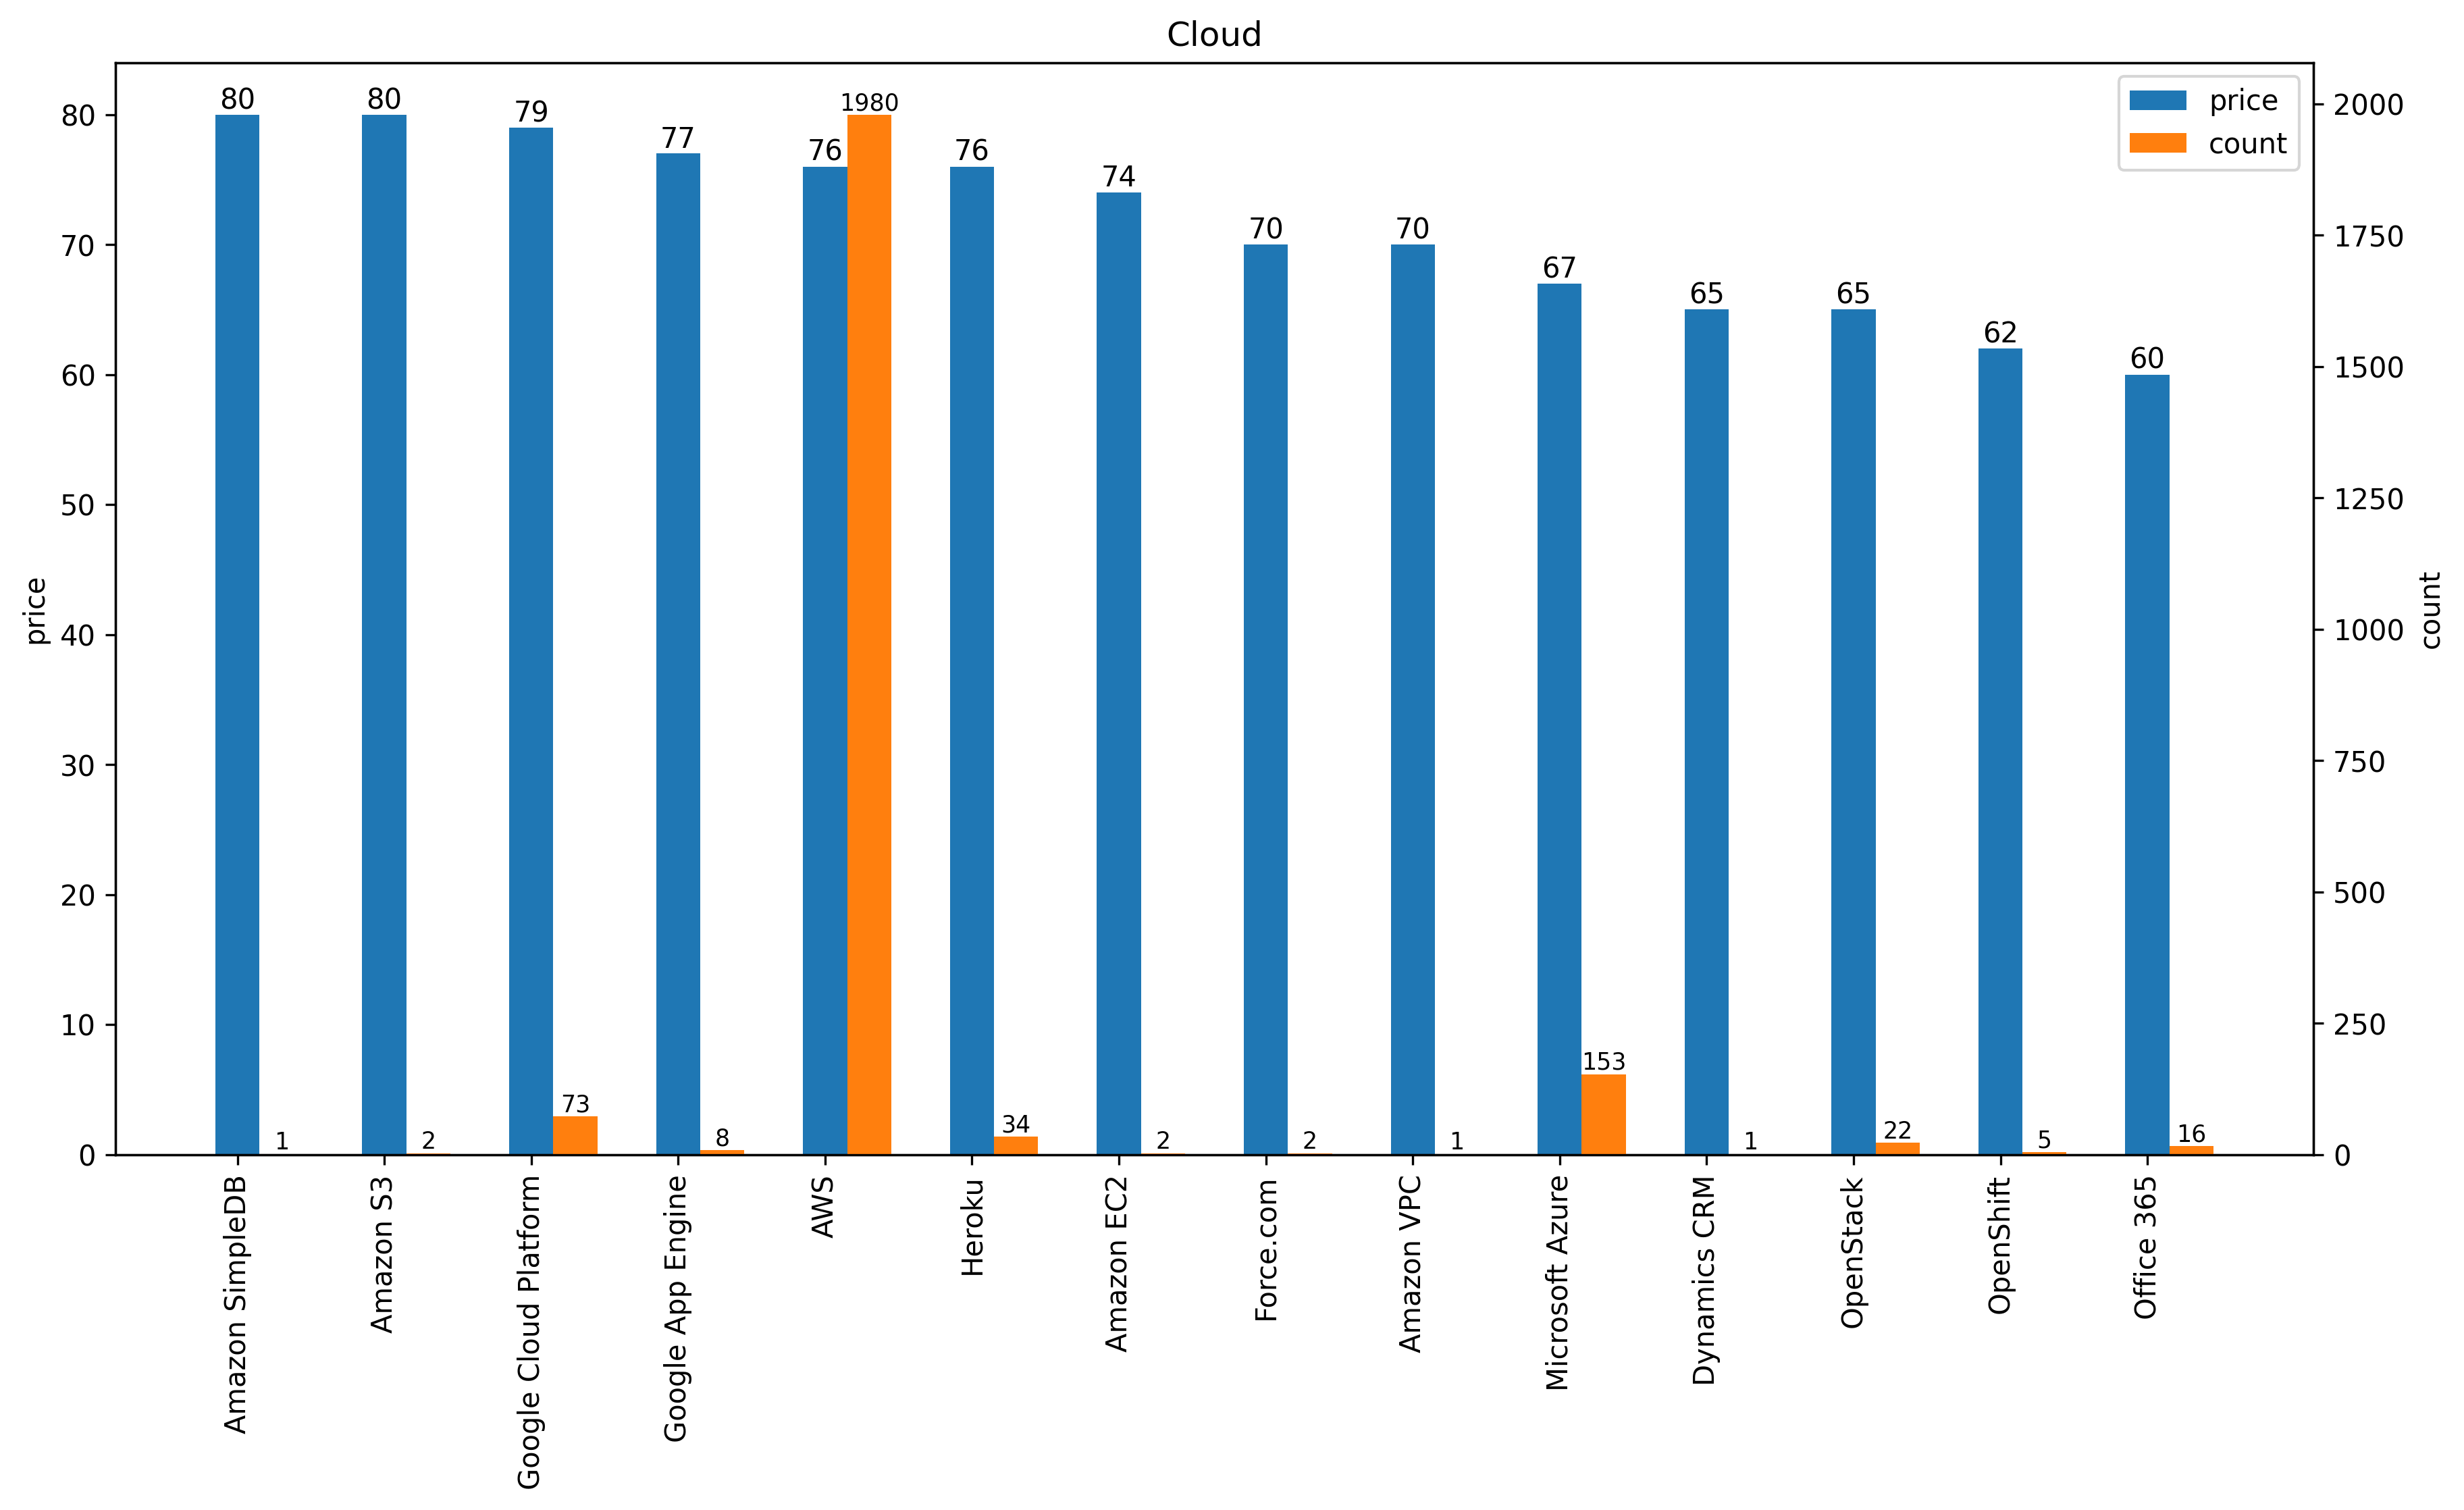 Cloud
price
count
80
70
60
50
40
30
20
10
0
price
80
80
79
77
76
76
74
70
70
67
65
65
62
60
1
2
73
8
1980
34
2
2
1
153
1
22
5
16
2000
1750
1500
1250
1000
750
500
250
0
count
Amazon SimpleDB
Amazon S3
Google Cloud Platform
Google App Engine
AWS
Heroku
Amazon EC2
Force.com
Amazon VPC
Microsoft Azure
Dynamics CRM
OpenStack
OpenShift
Office 365